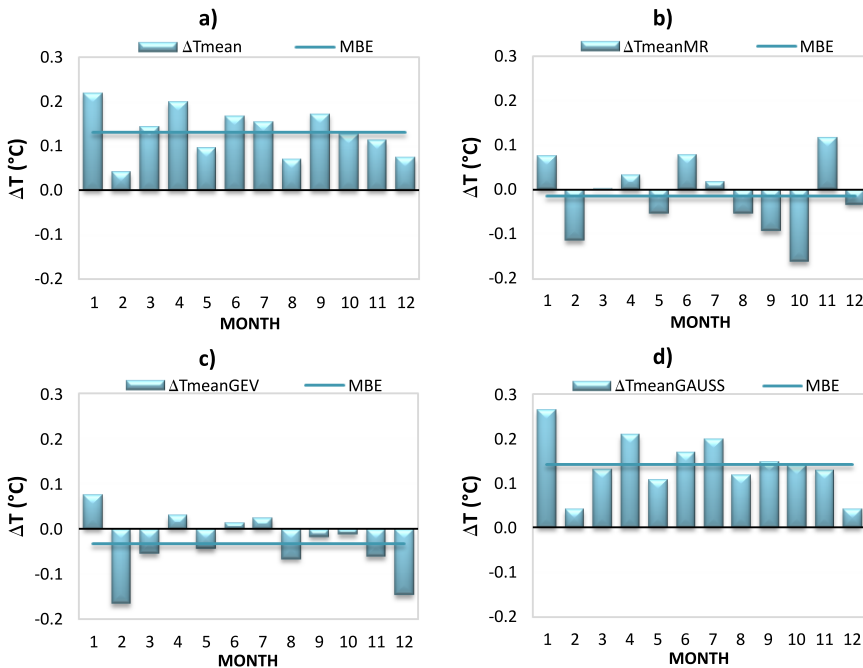 a)
ΔTmean MBE
0.3
0.2
0.1
0.0
-0.1
-0.2
ΔT (°C)
1 2 3 4 5 6 7 8 9 10 11 12
MONTH
b)
ΔTmeanMR MBE
0.3
0.2
0.1
0.0
-0.1
-0.2
ΔT (°C)
1 2 3 4 5 6 7 8 9 10 11 12
MONTH
c)
ΔTmeanGEV MBE
0.3
0.2
0.1
0.0
-0.1
-0.2
ΔT (°C)
1 2 3 4 5 6 7 8 9 10 11 12
MONTH
d)
ΔTmeanGAUSS MBE
0.3
0.2
0.1
0.0
-0.1
-0.2
ΔT (°C)
1 2 3 4 5 6 7 8 9 10 11 12
MONTH